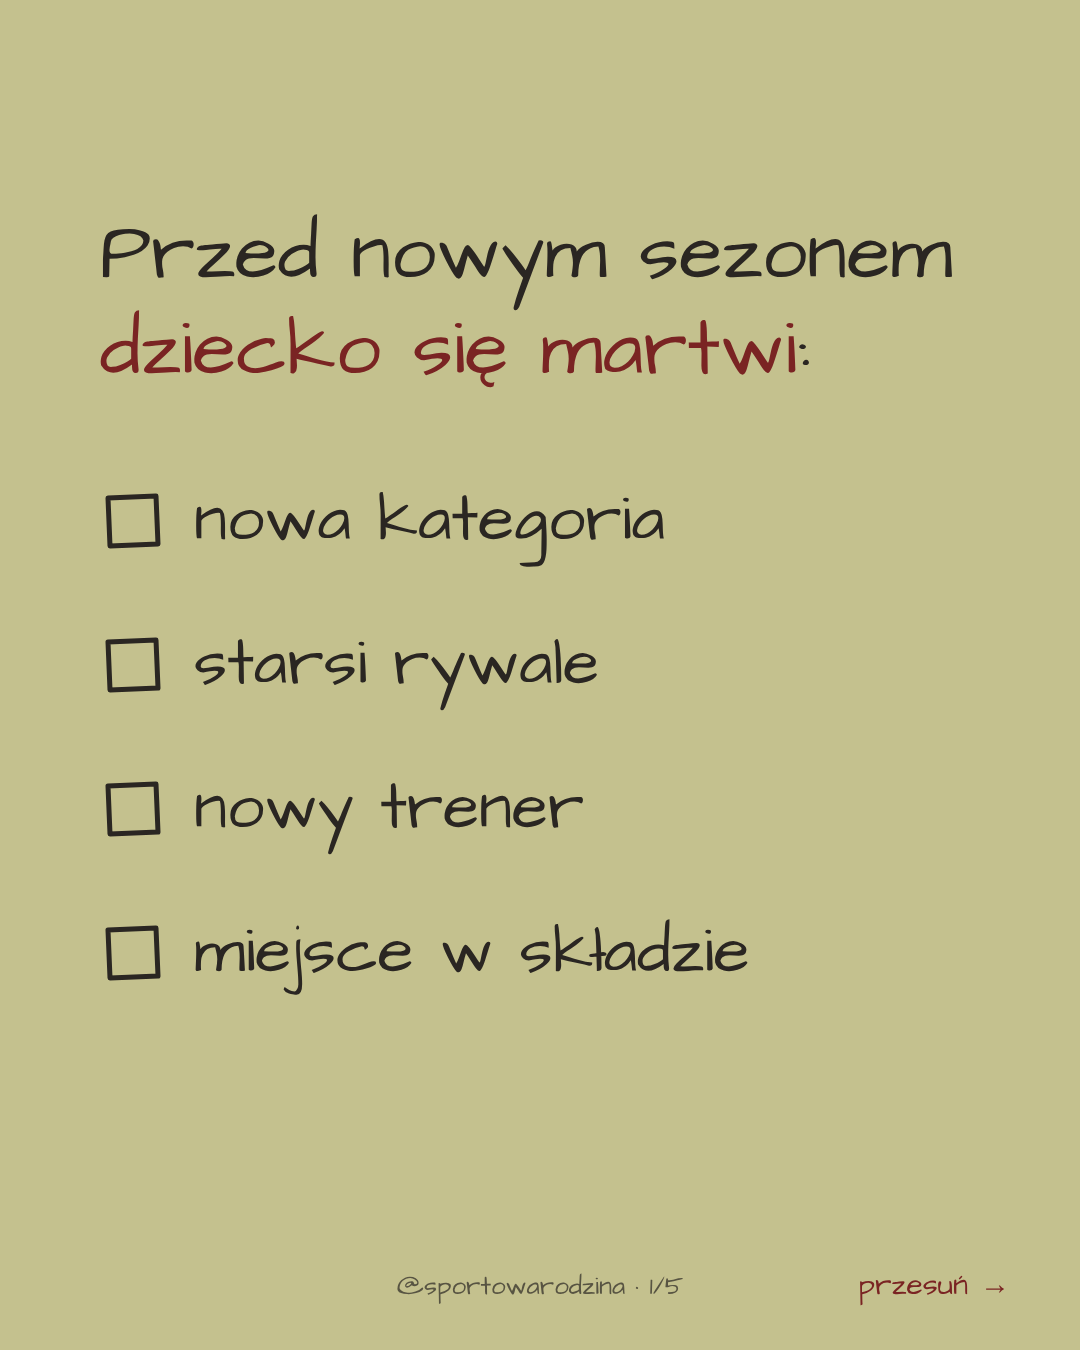 Przed nowym sezonem
dziecko się martwi:
nowa kategoria
starsi rywale
nowy trener
miejsce w składzie
@sportowarodzina · 1/5
przesuń →